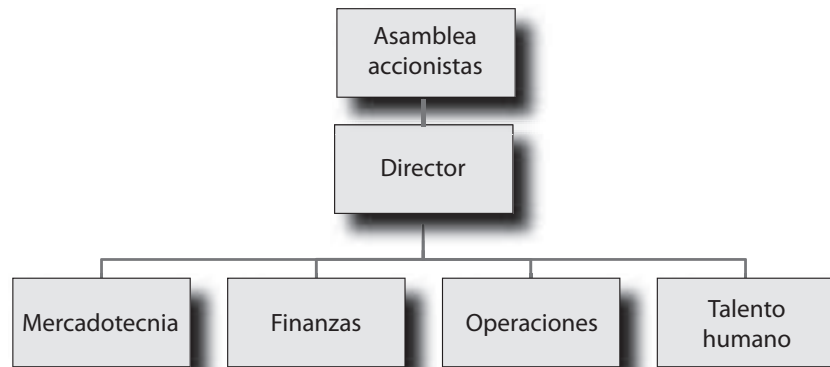 Asamblea
accionistas
Director
Mercadotecnia
Finanzas
Operaciones
Talento
humano